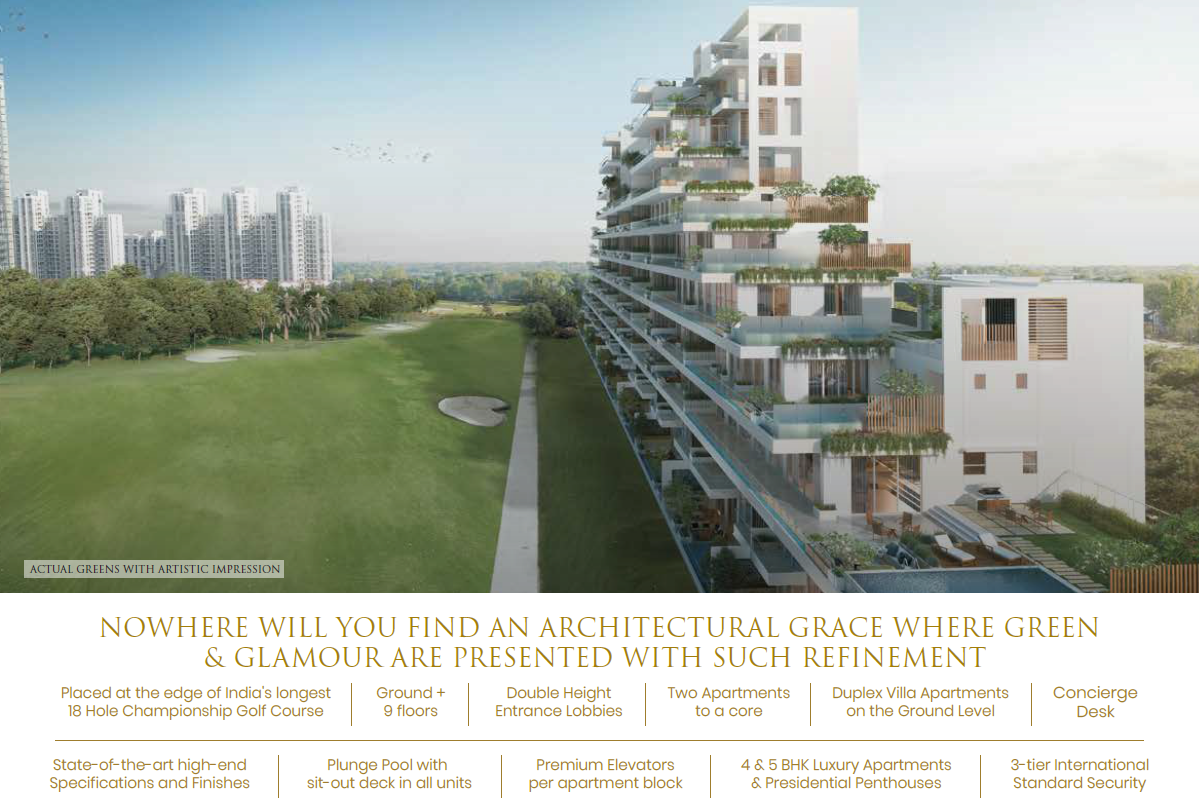 ACTUAL GREENS WITH ARTISTIC IMPRESSION
NOWHERE WILL YOU FIND AN ARCHITECTURAL GRACE WHERE GREEN
& GLAMOUR ARE PRESENTED WITH SUCH REFINEMENT
Placed at the edge of India's longest
18 Hole Championship Golf Course
Ground +
9 floors
Double Height
Entrance Lobbies
Two Apartments
to a core
Duplex Villa Apartments
on the Ground Level
Concierge
Desk
State-of-the-art high-end
Specifications and Finishes
Plunge Pool with
sit-out deck in all units
Premium Elevators
per apartment block
4 & 5 BHK Luxury Apartments
& Presidential Penthouses
3-tier International
Standard Security